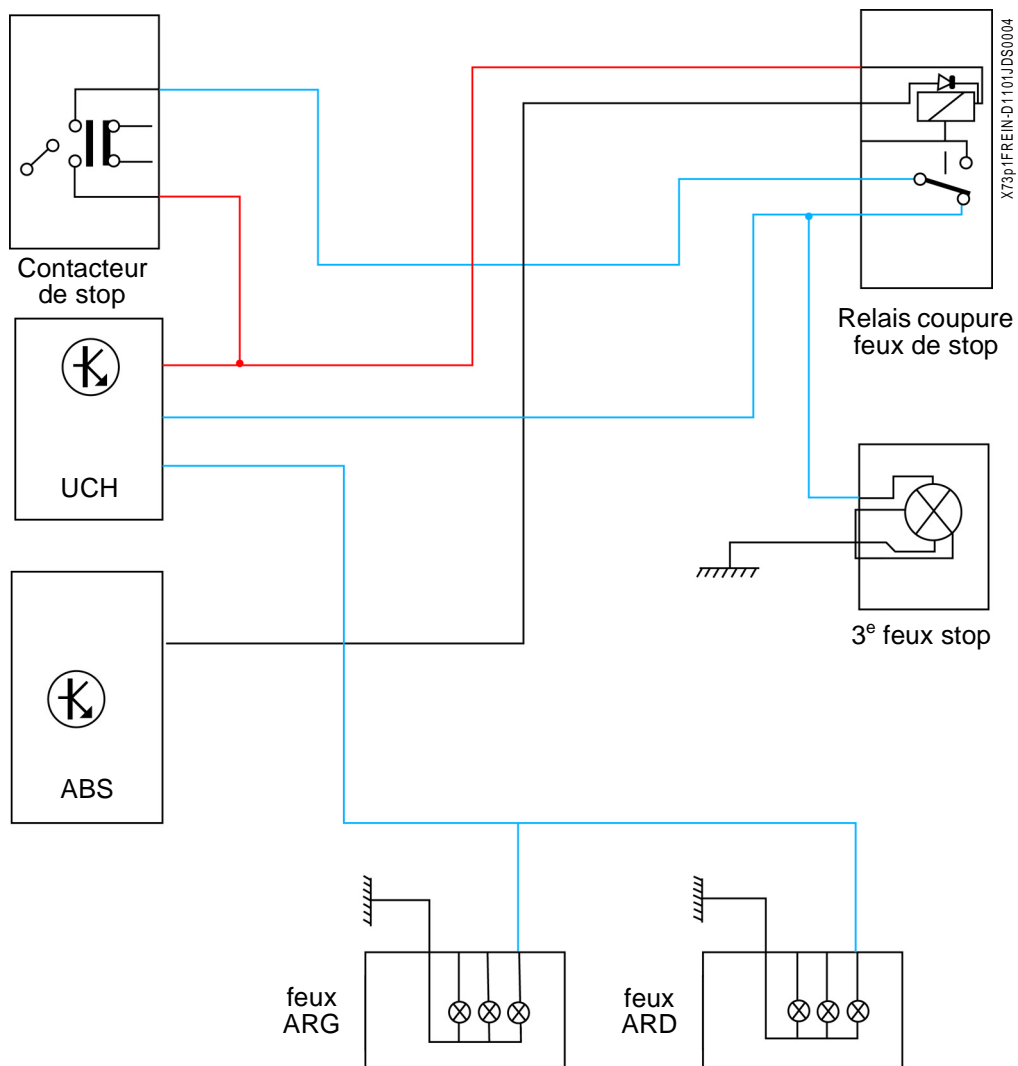 Contacteur
de stop
X73p1FREIN-D1101JDS0004
Relais coupure
feux de stop
UCH
3e feux stop
ABS
feux
ARG
feux
ARD